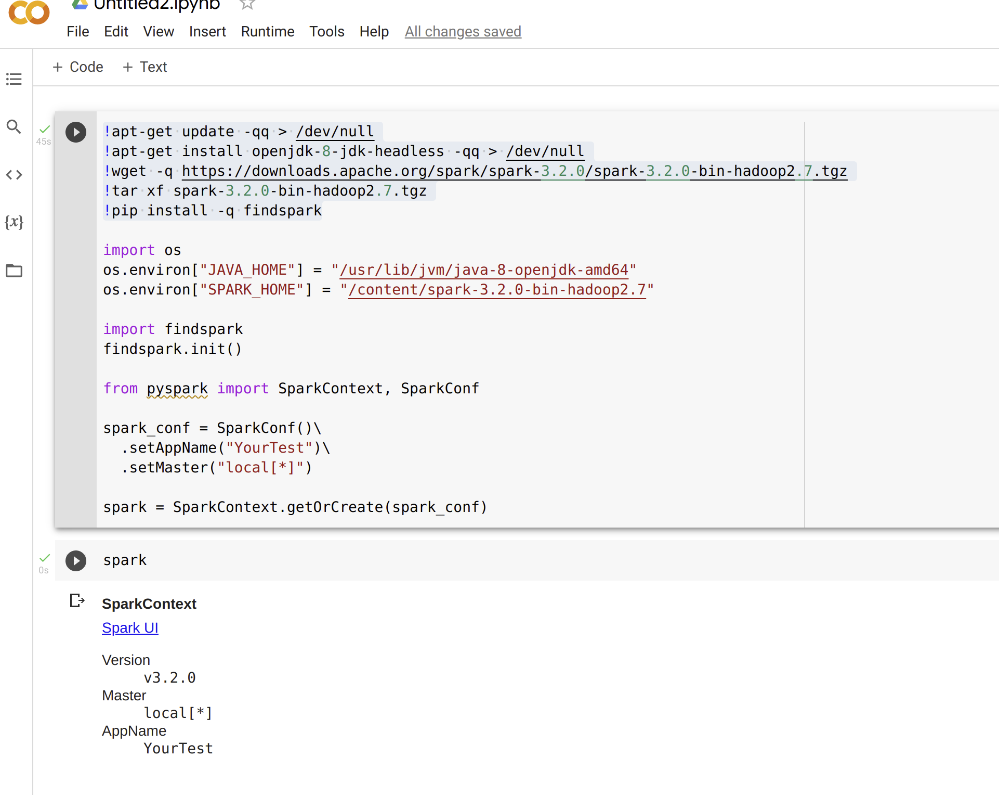 Untitled2.ipynb
File Edit View Insert Runtime Tools Help All changes saved
+ Code + Text
45s
!apt-get update -qq > /dev/null
!apt-get install openjdk-8-jdk-headless -qq > /dev/null
!wget -q https://downloads.apache.org/spark/spark-3.2.0/spark-3.2.0-bin-hadoop2.7.tgz
!tar xf spark-3.2.0-bin-hadoop2.7.tgz
!pip install -q findspark
import os
os.environ["JAVA_HOME"] = "/usr/lib/jvm/java-8-openjdk-amd64"
os.environ["SPARK_HOME"] = "/content/spark-3.2.0-bin-hadoop2.7"
import findspark
findspark.init()
from pyspark import SparkContext, SparkConf
spark_conf = SparkConf()\
.setAppName("YourTest")\
.setMaster("local[*]")
spark = SparkContext.getOrCreate(spark_conf)
0s
spark
SparkContext
Spark UI
Version
v3.2.0
Master
local[*]
AppName
YourTest